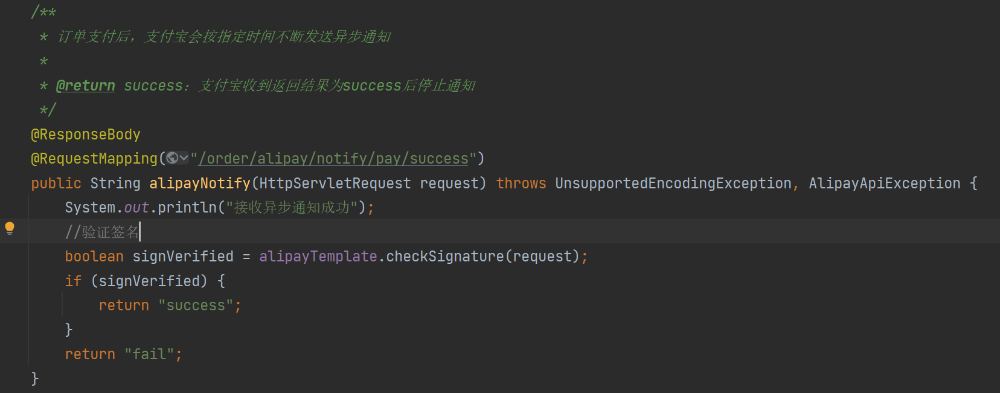 /**
* 订单支付后，支付宝会按指定时间不断发送异步通知
*
* @return success：支付宝收到返回结果为success后停止通知
*/
@ResponseBody
@RequestMapping("/order/alipay/notify/pay/success")
public String alipayNotify(HttpServletRequest request) throws UnsupportedEncodingException, AlipayApiException {
System.out.println("接收异步通知成功");
//验证签名
boolean signVerified = alipayTemplate.checkSignature(request);
if (signVerified) {
return "success";
}
return "fail";
}